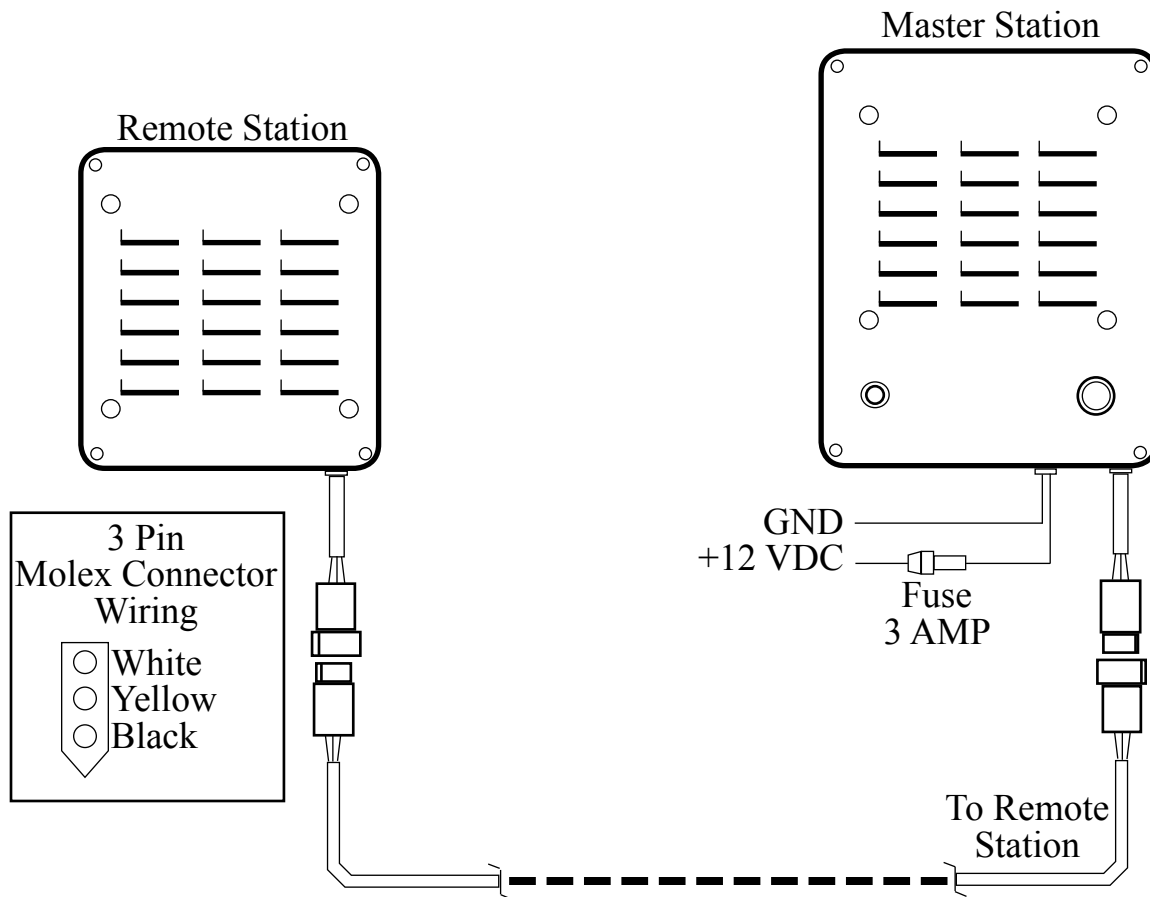 Master Station
Remote Station
GND
+12 VDC
Fuse
3 AMP
3 Pin
Molex Connector
Wiring
White
Yellow
Black
To Remote
Station